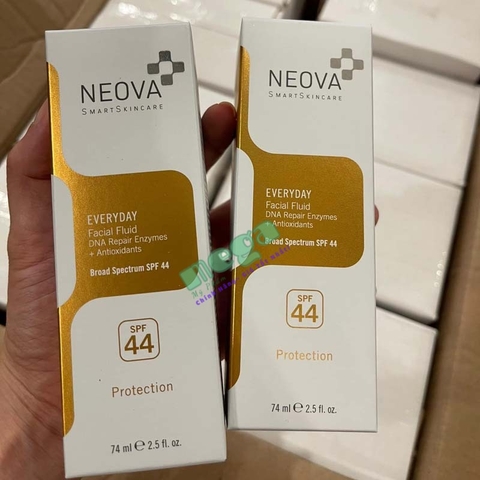 NEOVA
SMARTSKINCARE
EVERYDAY
Facial Fluid
DNA Repair Enzymes
+ Antioxidants
Broad Spectrum SPF 44
SPF
44
Protection
74 ml ℮ 2.5 fl. oz.
NEOVA
SMARTSKINCARE
EVERYDAY
Facial Fluid
DNA Repair Enzymes
+ Antioxidants
Broad Spectrum SPF 44
SPF
44
Protection
74 ml ℮ 2.5 fl. oz.
nega